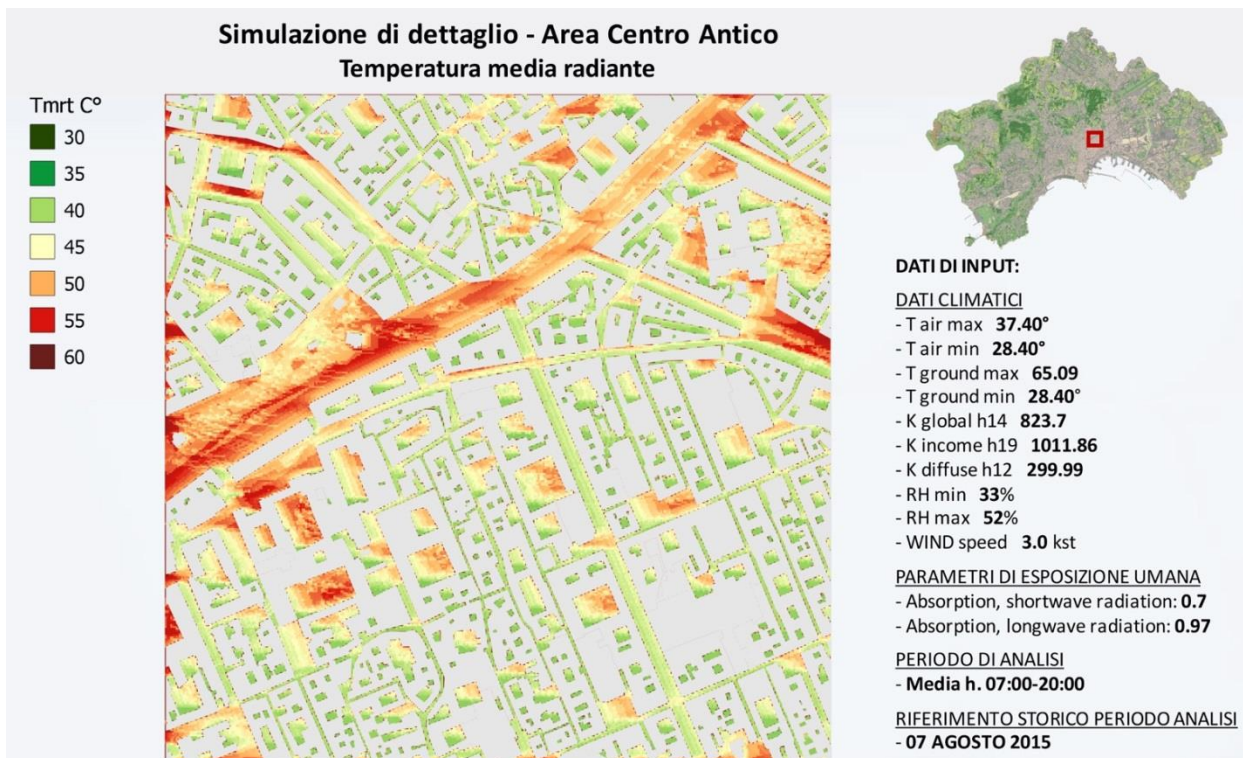 Simulazione di dettaglio - Area Centro Antico
Temperatura media radiante
Tmrt C°
30
35
40
45
50
55
60
DATI DI INPUT:
DATI CLIMATICI
- T air max 37.40°
- T air min 28.40°
- T ground max 65.09
- T ground min 28.40°
- K global h14 823.7
- K income h19 1011.86
- K diffuse h12 299.99
- RH min 33%
- RH max 52%
- WIND speed 3.0 kst
PARAMETRI DI ESPOSIZIONE UMANA
- Absorption, shortwave radiation: 0.7
- Absorption, longwave radiation: 0.97
PERIODO DI ANALISI
- Media h. 07:00-20:00
RIFERIMENTO STORICO PERIODO ANALISI
- 07 AGOSTO 2015